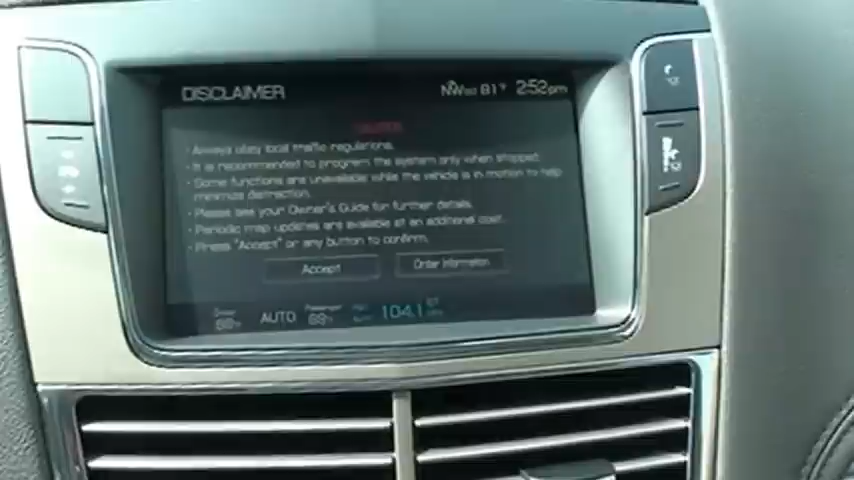 DISCLAIMER
NW 81° 2:52pm
CAUTION
• Always obey local traffic regulations.
• It is recommended to program the system only when stopped.
• Some functions are unavailable while the vehicle is in motion to help
minimize distraction.
• Please see your Owner's Guide for further details.
• Periodic map updates are available at an additional cost.
• Press "Accept" or any button to confirm.
Accept Order Information
Driver Passenger
AUTO 104.1